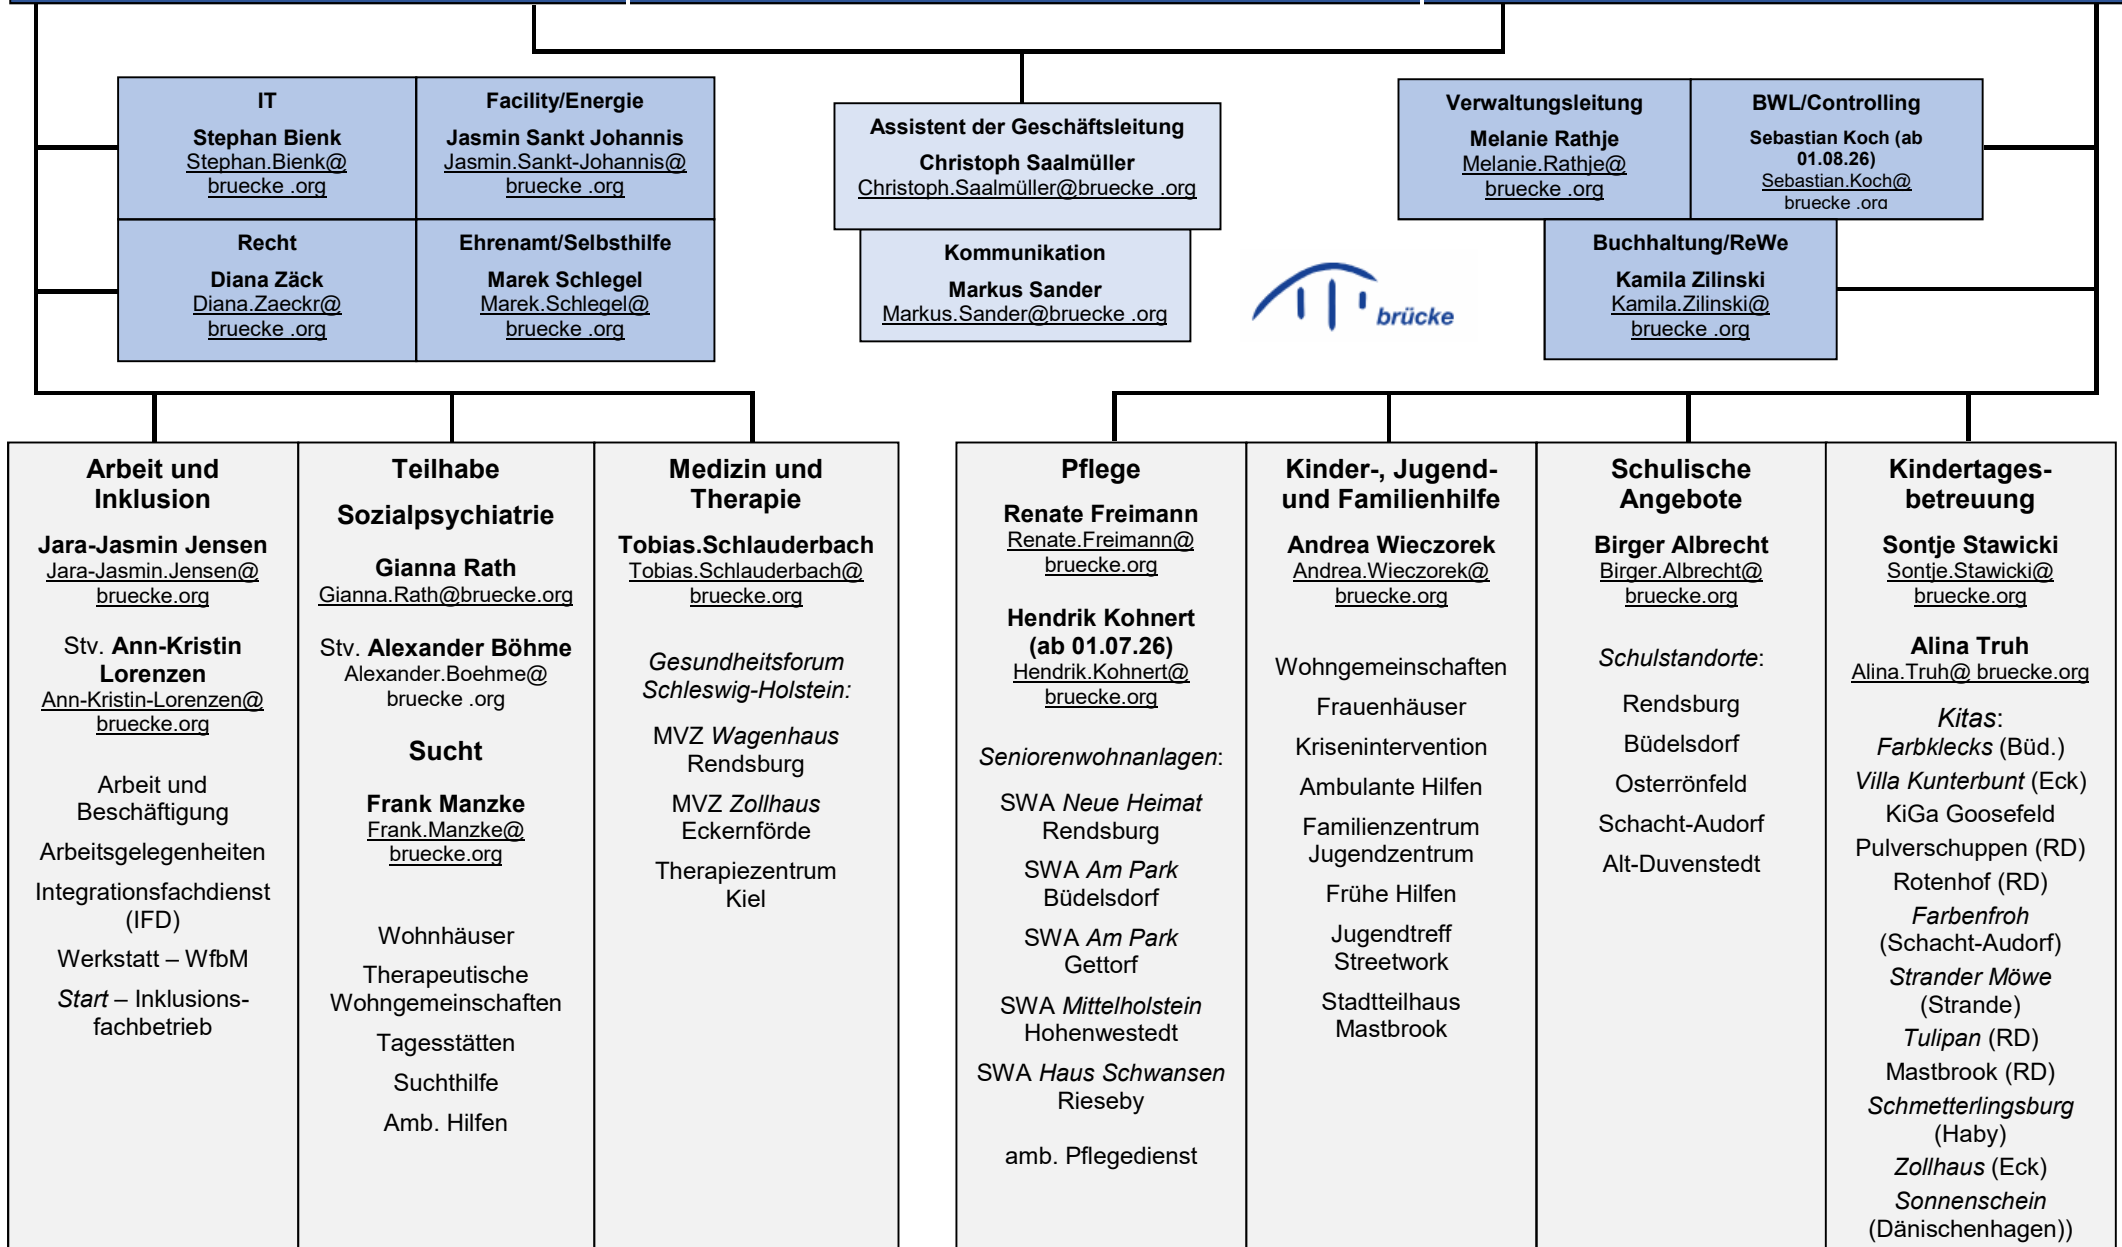 IT
Stephan Bienk
Stephan.Bienk@
bruecke .org
Facility/Energie
Jasmin Sankt Johannis
Jasmin.Sankt-Johannis@
bruecke .org
Recht
Diana Zäck
Diana.Zaeckr@
bruecke .org
Ehrenamt/Selbsthilfe
Marek Schlegel
Marek.Schlegel@
bruecke .org
Assistent der Geschäftsleitung
Christoph Saalmüller
Christoph.Saalmüller@bruecke .org
Kommunikation
Markus Sander
Markus.Sander@bruecke .org
brücke
Verwaltungsleitung
Melanie Rathje
Melanie.Rathje@
bruecke .org
BWL/Controlling
Sebastian Koch (ab
01.08.26)
Sebastian.Koch@
bruecke .org
Buchhaltung/ReWe
Kamila Zilinski
Kamila.Zilinski@
bruecke .org
Arbeit und
Inklusion
Jara-Jasmin Jensen
Jara-Jasmin.Jensen@
bruecke.org
Stv. Ann-Kristin
Lorenzen
Ann-Kristin-Lorenzen@
bruecke.org
Arbeit und
Beschäftigung
Arbeitsgelegenheiten
Integrationsfachdienst
(IFD)
Werkstatt – WfbM
Start – Inklusions-
fachbetrieb
Teilhabe
Sozialpsychiatrie
Gianna Rath
Gianna.Rath@bruecke.org
Stv. Alexander Böhme
Alexander.Boehme@
bruecke .org
Sucht
Frank Manzke
Frank.Manzke@
bruecke.org
Wohnhäuser
Therapeutische
Wohngemeinschaften
Tagesstätten
Suchthilfe
Amb. Hilfen
Medizin und
Therapie
Tobias.Schlauderbach
Tobias.Schlauderbach@
bruecke.org
Gesundheitsforum
Schleswig-Holstein:
MVZ Wagenhaus
Rendsburg
MVZ Zollhaus
Eckernförde
Therapiezentrum
Kiel
Pflege
Renate Freimann
Renate.Freimann@
bruecke.org
Hendrik Kohnert
(ab 01.07.26)
Hendrik.Kohnert@
bruecke.org
Seniorenwohnanlagen:
SWA Neue Heimat
Rendsburg
SWA Am Park
Büdelsdorf
SWA Am Park
Gettorf
SWA Mittelholstein
Hohenwestedt
SWA Haus Schwansen
Rieseby
amb. Pflegedienst
Kinder-, Jugend-
und Familienhilfe
Andrea Wieczorek
Andrea.Wieczorek@
bruecke.org
Wohngemeinschaften
Frauenhäuser
Krisenintervention
Ambulante Hilfen
Familienzentrum
Jugendzentrum
Frühe Hilfen
Jugendtreff
Streetwork
Stadtteilhaus
Mastbrook
Schulische
Angebote
Birger Albrecht
Birger.Albrecht@
bruecke.org
Schulstandorte:
Rendsburg
Büdelsdorf
Osterrönfeld
Schacht-Audorf
Alt-Duvenstedt
Kindertages-
betreuung
Sontje Stawicki
Sontje.Stawicki@
bruecke.org
Alina Truh
Alina.Truh@ bruecke.org
Kitas:
Farbklecks (Büd.)
Villa Kunterbunt (Eck)
KiGa Goosefeld
Pulverschuppen (RD)
Rotenhof (RD)
Farbenfroh
(Schacht-Audorf)
Strander Möwe
(Strande)
Tulipan (RD)
Mastbrook (RD)
Schmetterlingsburg
(Haby)
Zollhaus (Eck)
Sonnenschein
(Dänischenhagen))